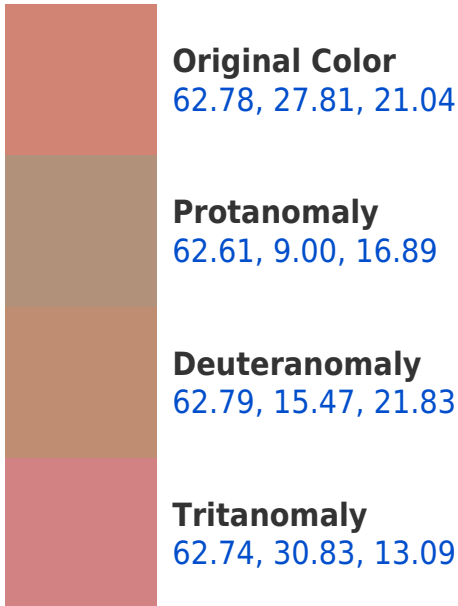 Original Color
62.78, 27.81, 21.04
Protanomaly
62.61, 9.00, 16.89
Deuteranomaly
62.79, 15.47, 21.83
Tritanomaly
62.74, 30.83, 13.09